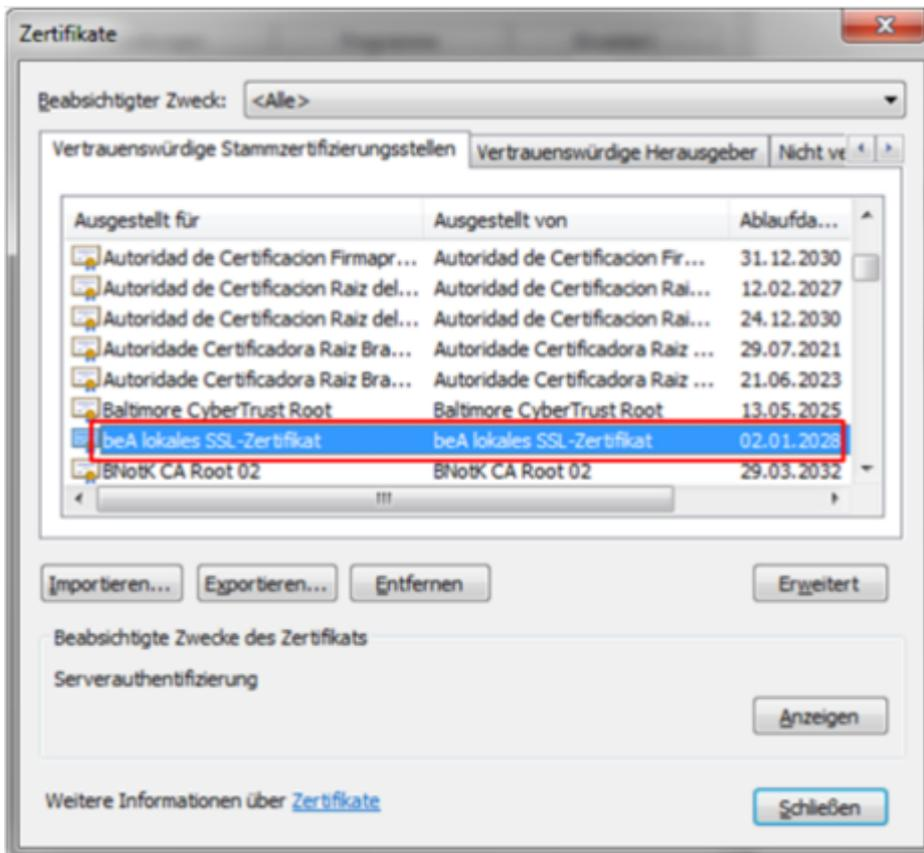 Zertifikate
Beabsichtigter Zweck: <Alle>
Vertrauenswürdige Stammzertifizierungsstellen Vertrauenswürdige Herausgeber Nicht ve
Ausgestellt für Ausgestellt von Ablaufda...
Autoridad de Certificacion Firmapr... Autoridad de Certificacion Fir... 31.12.2030
Autoridad de Certificacion Raiz del... Autoridad de Certificacion Rai... 12.02.2027
Autoridad de Certificacion Raiz del... Autoridad de Certificacion Rai... 24.12.2030
Autoridade Certificadora Raiz Bra... Autoridade Certificadora Raiz ... 29.07.2021
Autoridade Certificadora Raiz Bra... Autoridade Certificadora Raiz ... 21.06.2023
Baltimore CyberTrust Root Baltimore CyberTrust Root 13.05.2025
beA lokales SSL-Zertifikat beA lokales SSL-Zertifikat 02.01.2028
BNotK CA Root 02 BNotK CA Root 02 29.03.2032
Importieren... Exportieren... Entfernen Erweitert
Beabsichtigte Zwecke des Zertifikats
Serverauthentifizierung
Anzeigen
Weitere Informationen über Zertifikate
Schließen